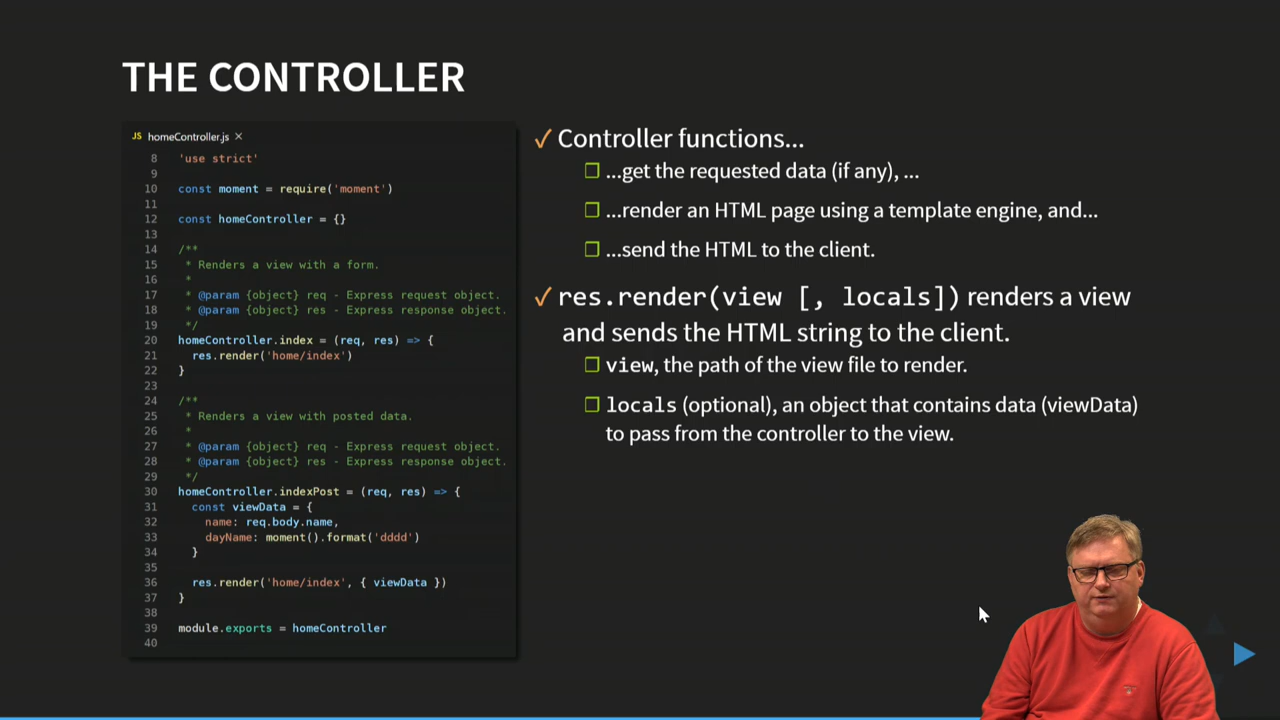 THE CONTROLLER
JS homeController.js ×
8 'use strict'
9
10 const moment = require('moment')
11
12 const homeController = {}
13
14 /**
15 * Renders a view with a form.
16 *
17 * @param {object} req - Express request object.
18 * @param {object} res - Express response object.
19 */
20 homeController.index = (req, res) => {
21 res.render('home/index')
22 }
23
24 /**
25 * Renders a view with posted data.
26 *
27 * @param {object} req - Express request object.
28 * @param {object} res - Express response object.
29 */
30 homeController.indexPost = (req, res) => {
31 const viewData = {
32 name: req.body.name,
33 dayName: moment().format('dddd')
34 }
35
36 res.render('home/index', { viewData })
37 }
38
39 module.exports = homeController
40
✓ Controller functions...
...get the requested data (if any), ...
...render an HTML page using a template engine, and...
...send the HTML to the client.
✓ res.render(view [, locals]) renders a view
and sends the HTML string to the client.
view, the path of the view file to render.
locals (optional), an object that contains data (viewData)
to pass from the controller to the view.